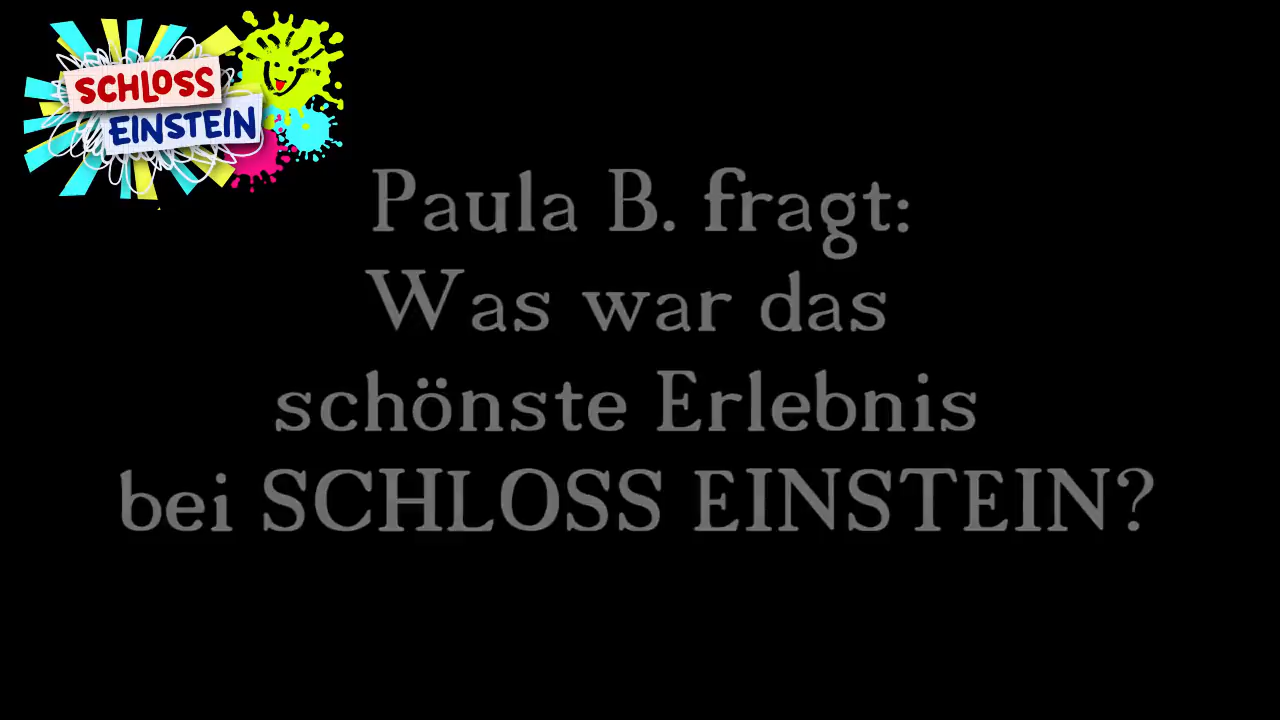 SCHLOSS
EINSTEIN
Paula B. fragt:
Was war das
schönste Erlebnis
bei SCHLOSS EINSTEIN?